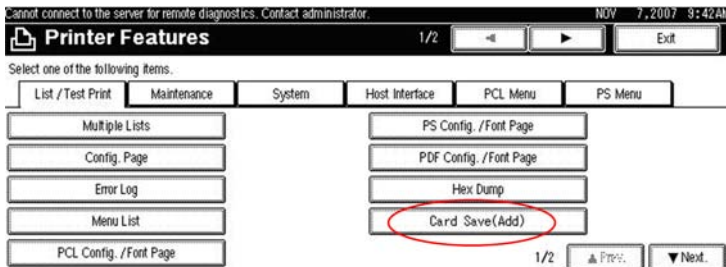 Cannot connect to the server for remote diagnostics. Contact administrator. NOV 7,2007 9:42AM
Printer Features 1/2 ◄ ► Exit
Select one of the following items.
List /Test Print Maintenance System Host Interface PCL Menu PS Menu
Multiple Lists PS Config. /Font Page
Config. Page PDF Config. /Font Page
Error Log Hex Dump
Menu List Card Save(Add)
PCL Config. /Font Page 1/2 ▲ Prev. ▼ Next.